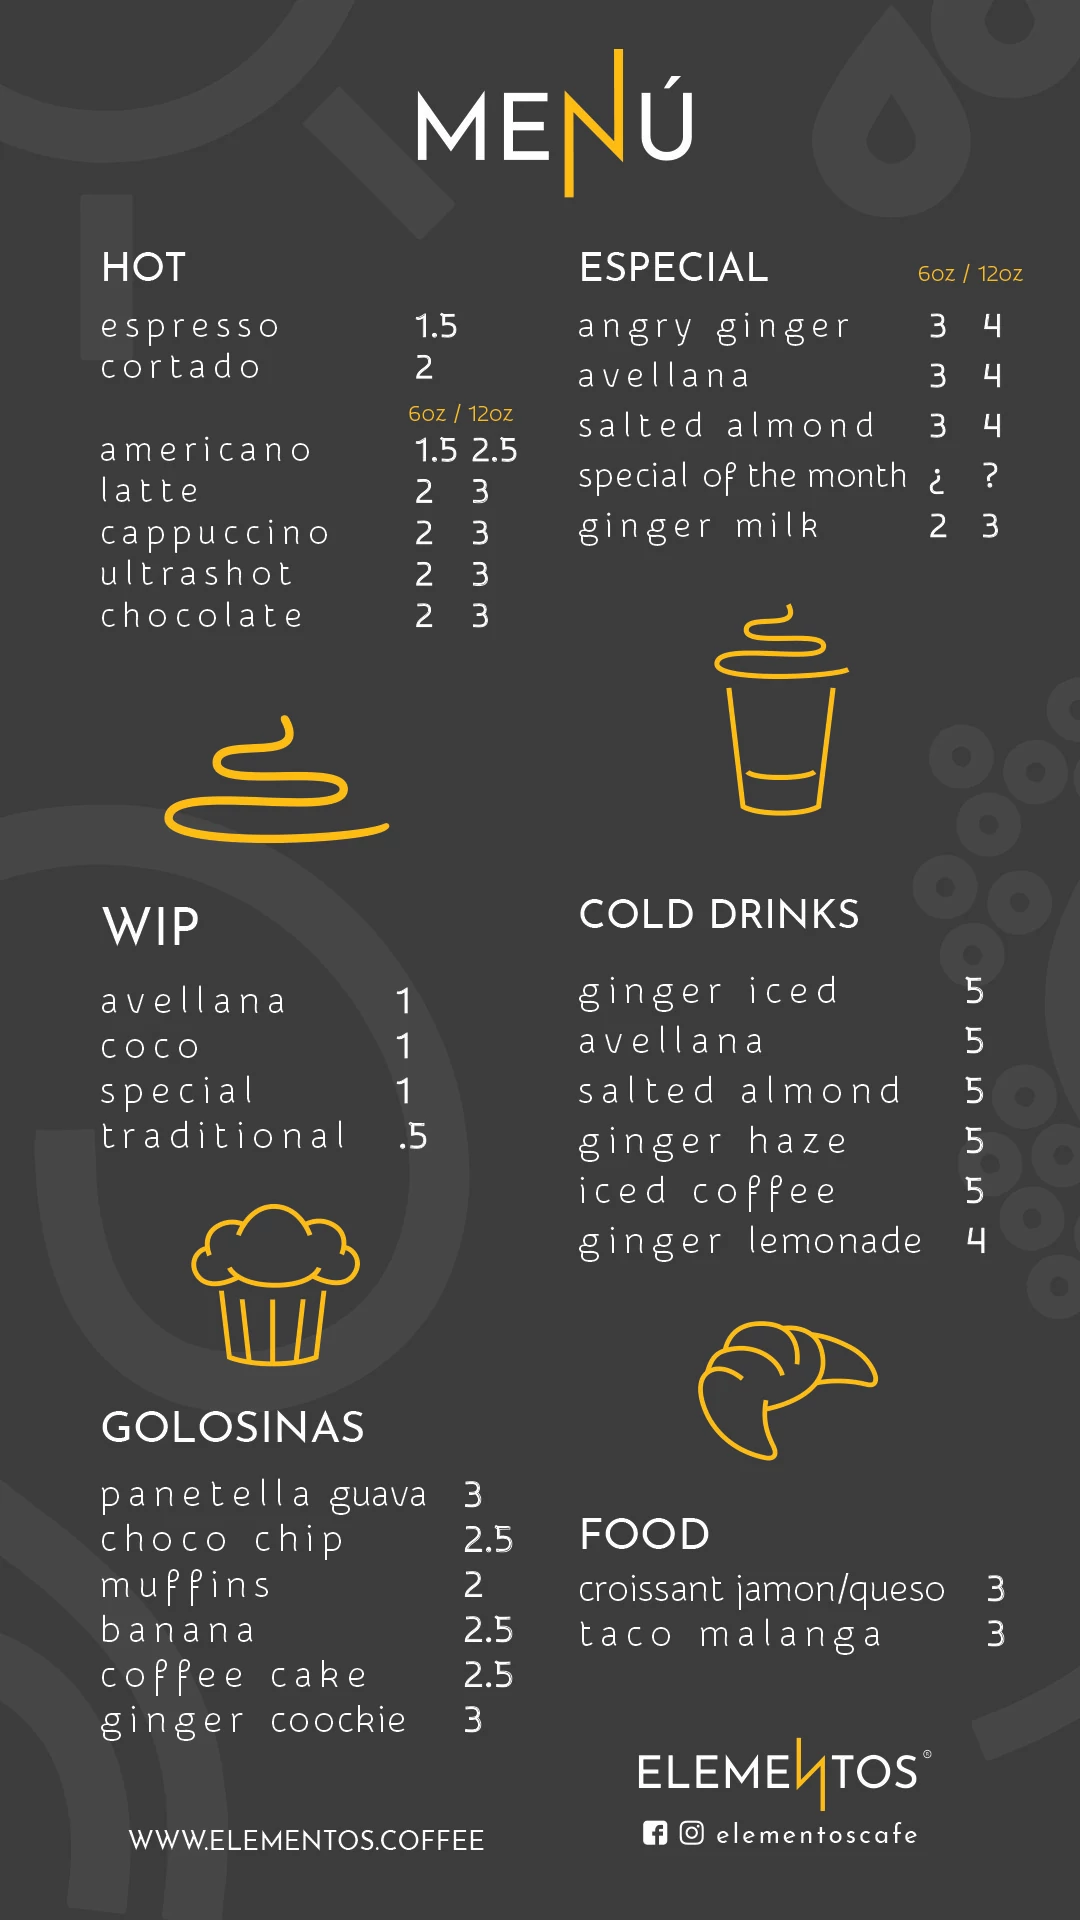 MENÚ
HOT
espresso 1.5
cortado 2
6oz / 12oz
americano 1.5 2.5
latte 2 3
cappuccino 2 3
ultrashot 2 3
chocolate 2 3
ESPECIAL 6oz / 12oz
angry ginger 3 4
avellana 3 4
salted almond 3 4
special of the month ¿ ?
ginger milk 2 3
WIP
avellana 1
coco 1
special 1
traditional .5
COLD DRINKS
ginger iced 5
avellana 5
salted almond 5
ginger haze 5
iced coffee 5
ginger lemonade 4
GOLOSINAS
panetella guava 3
choco chip 2.5
muffins 2
banana 2.5
coffee cake 2.5
ginger coockie 3
FOOD
croissant jamon/queso 3
taco malanga 3
ELEMENTOS®
elementoscafe
WWW.ELEMENTOS.COFFEE